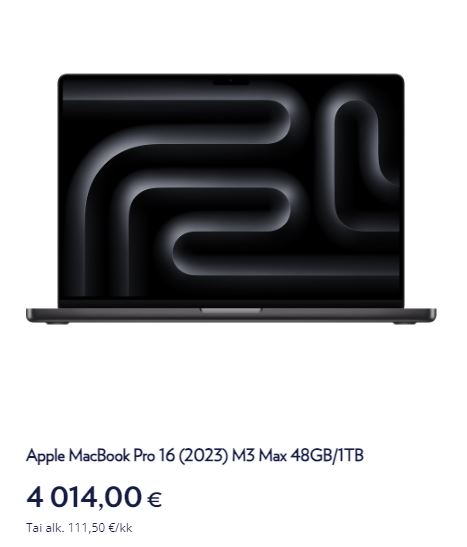 Apple MacBook Pro 16 (2023) M3 Max 48GB/1TB
4 014,00 €
Tai alk. 111,50 €/kk